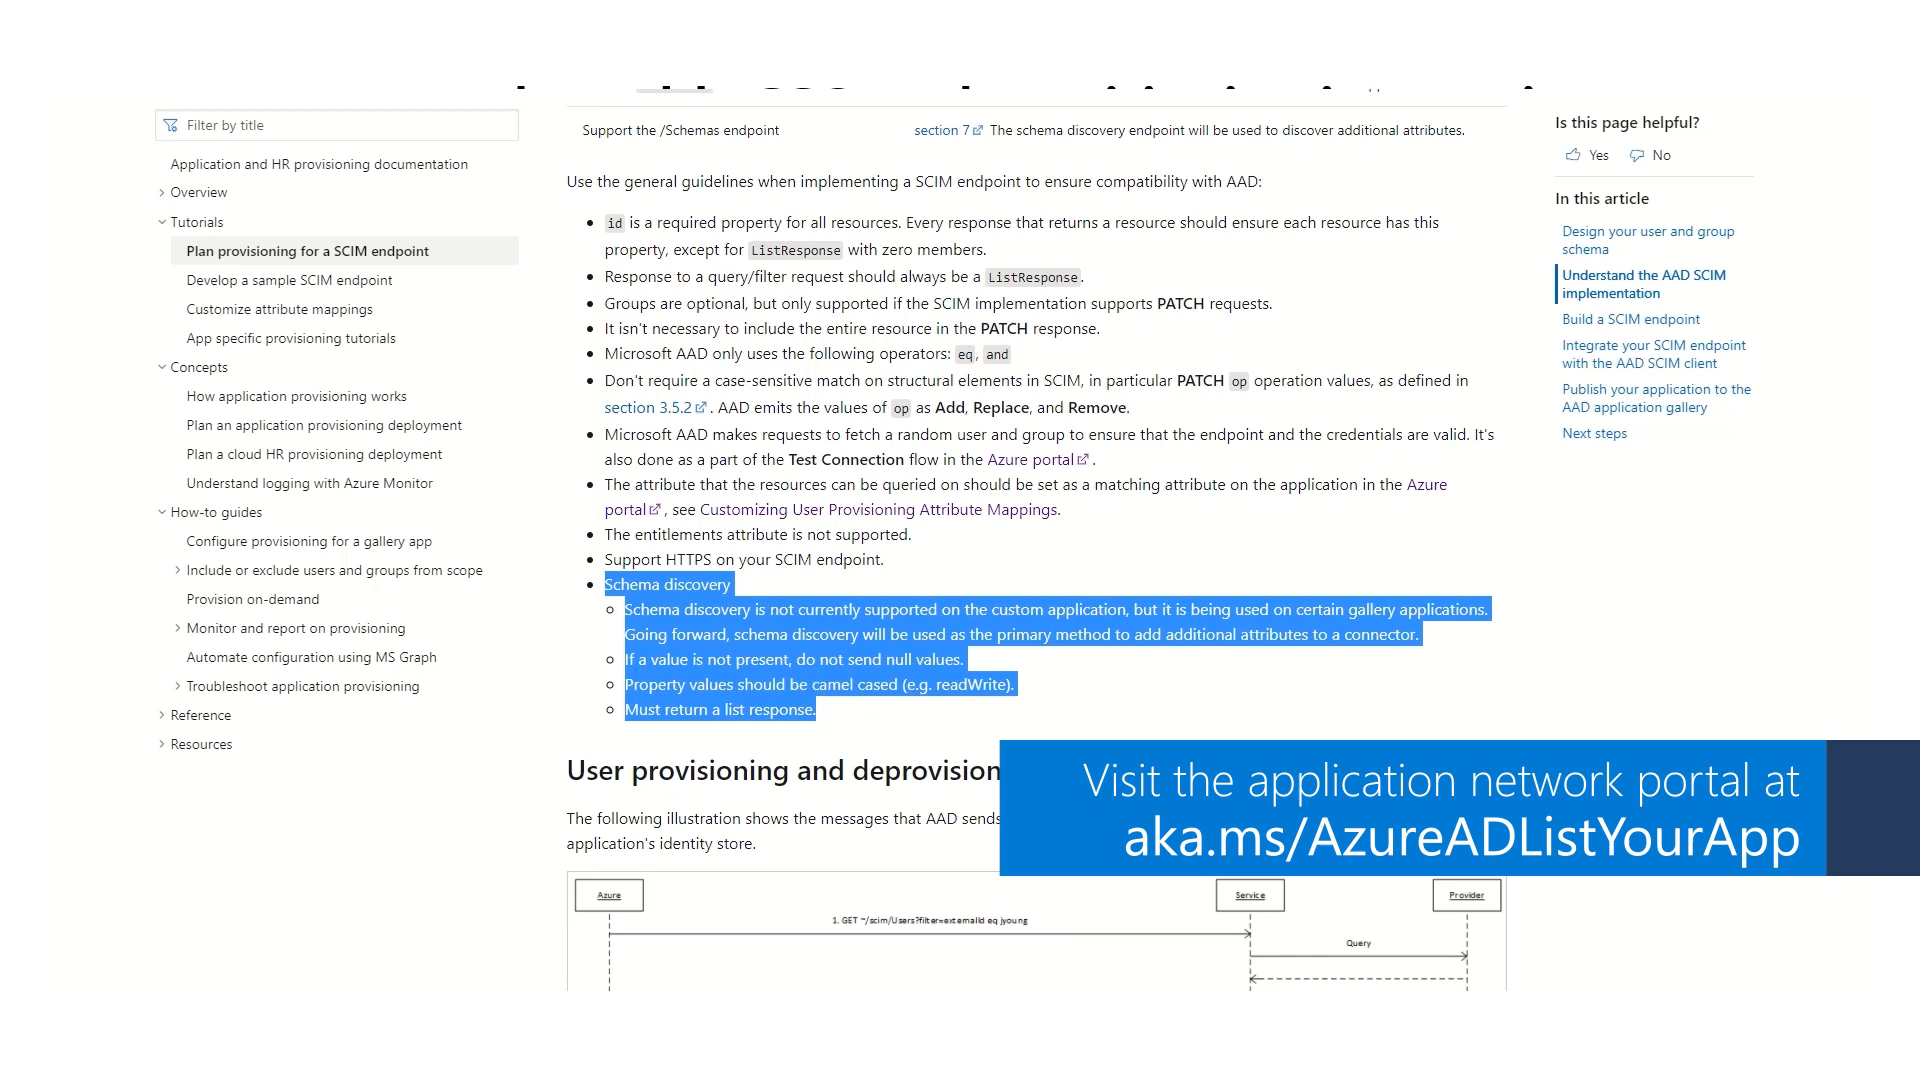 Filter by title
Application and HR provisioning documentation
Overview
Tutorials
Plan provisioning for a SCIM endpoint
Develop a sample SCIM endpoint
Customize attribute mappings
App specific provisioning tutorials
Concepts
How application provisioning works
Plan an application provisioning deployment
Plan a cloud HR provisioning deployment
Understand logging with Azure Monitor
How-to guides
Configure provisioning for a gallery app
Include or exclude users and groups from scope
Provision on-demand
Monitor and report on provisioning
Automate configuration using MS Graph
Troubleshoot application provisioning
Reference
Resources
Support the /Schemas endpoint section 7 The schema discovery endpoint will be used to discover additional attributes.
Use the general guidelines when implementing a SCIM endpoint to ensure compatibility with AAD:
• id is a required property for all resources. Every response that returns a resource should ensure each resource has this
property, except for ListResponse with zero members.
• Response to a query/filter request should always be a ListResponse.
• Groups are optional, but only supported if the SCIM implementation supports PATCH requests.
• It isn't necessary to include the entire resource in the PATCH response.
• Microsoft AAD only uses the following operators: eq, and
• Don't require a case-sensitive match on structural elements in SCIM, in particular PATCH op operation values, as defined in
section 3.5.2. AAD emits the values of op as Add, Replace, and Remove.
• Microsoft AAD makes requests to fetch a random user and group to ensure that the endpoint and the credentials are valid. It's
also done as a part of the Test Connection flow in the Azure portal.
• The attribute that the resources can be queried on should be set as a matching attribute on the application in the Azure
portal, see Customizing User Provisioning Attribute Mappings.
• The entitlements attribute is not supported.
• Support HTTPS on your SCIM endpoint.
• Schema discovery
Schema discovery is not currently supported on the custom application, but it is being used on certain gallery applications.
Going forward, schema discovery will be used as the primary method to add additional attributes to a connector.
If a value is not present, do not send null values.
Property values should be camel cased (e.g. readWrite).
Must return a list response.
User provisioning and deprovision
The following illustration shows the messages that AAD sends
application's identity store.
Azure
Service
Provider
1. GET ~/scim/Users?filter=externalId eq jyoung
Query
Is this page helpful?
Yes No
In this article
Design your user and group
schema
Understand the AAD SCIM
implementation
Build a SCIM endpoint
Integrate your SCIM endpoint
with the AAD SCIM client
Publish your application to the
AAD application gallery
Next steps
Visit the application network portal at
aka.ms/AzureADListYourApp